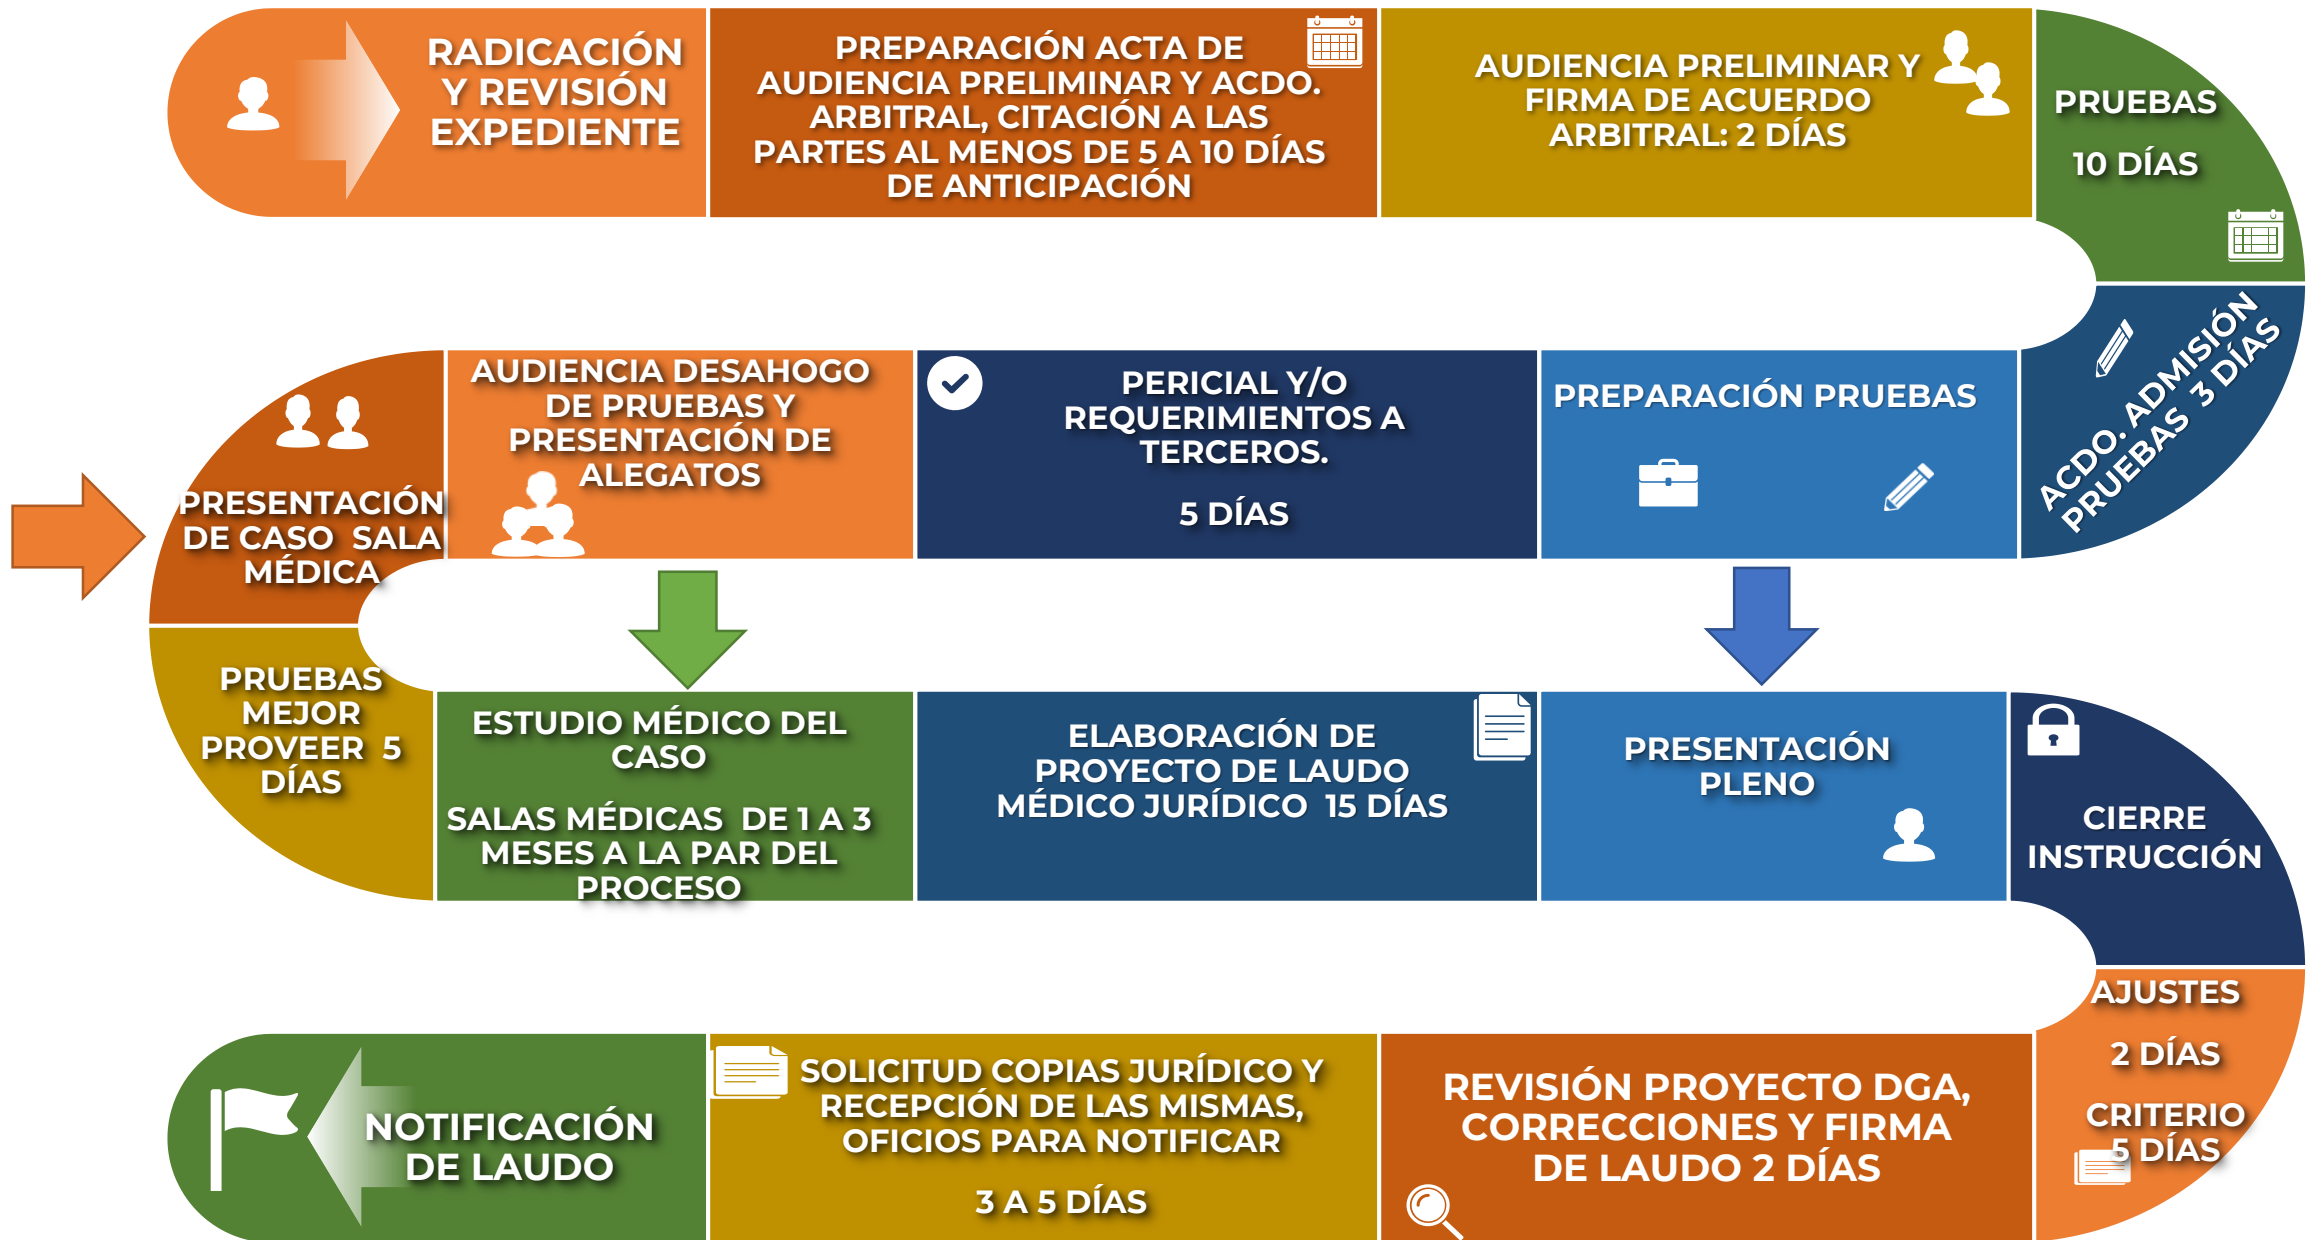 RADICACIÓN
Y REVISIÓN
EXPEDIENTE
PREPARACIÓN ACTA DE
AUDIENCIA PRELIMINAR Y ACDO.
ARBITRAL, CITACIÓN A LAS
PARTES AL MENOS DE 5 A 10 DÍAS
DE ANTICIPACIÓN
AUDIENCIA PRELIMINAR Y
FIRMA DE ACUERDO
ARBITRAL: 2 DÍAS
PRUEBAS
10 DÍAS
ACDO. ADMISIÓN
PRUEBAS 3 DÍAS
PREPARACIÓN PRUEBAS
PERICIAL Y/O
REQUERIMIENTOS A
TERCEROS.
5 DÍAS
AUDIENCIA DESAHOGO
DE PRUEBAS Y
PRESENTACIÓN DE
ALEGATOS
PRESENTACIÓN
DE CASO SALA
MÉDICA
PRUEBAS
MEJOR
PROVEER 5
DÍAS
ESTUDIO MÉDICO DEL
CASO
SALAS MÉDICAS DE 1 A 3
MESES A LA PAR DEL
PROCESO
ELABORACIÓN DE
PROYECTO DE LAUDO
MÉDICO JURÍDICO 15 DÍAS
PRESENTACIÓN
PLENO
CIERRE
INSTRUCCIÓN
AJUSTES
2 DÍAS
CRITERIO
5 DÍAS
REVISIÓN PROYECTO DGA,
CORRECCIONES Y FIRMA
DE LAUDO 2 DÍAS
SOLICITUD COPIAS JURÍDICO Y
RECEPCIÓN DE LAS MISMAS,
OFICIOS PARA NOTIFICAR
3 A 5 DÍAS
NOTIFICACIÓN
DE LAUDO